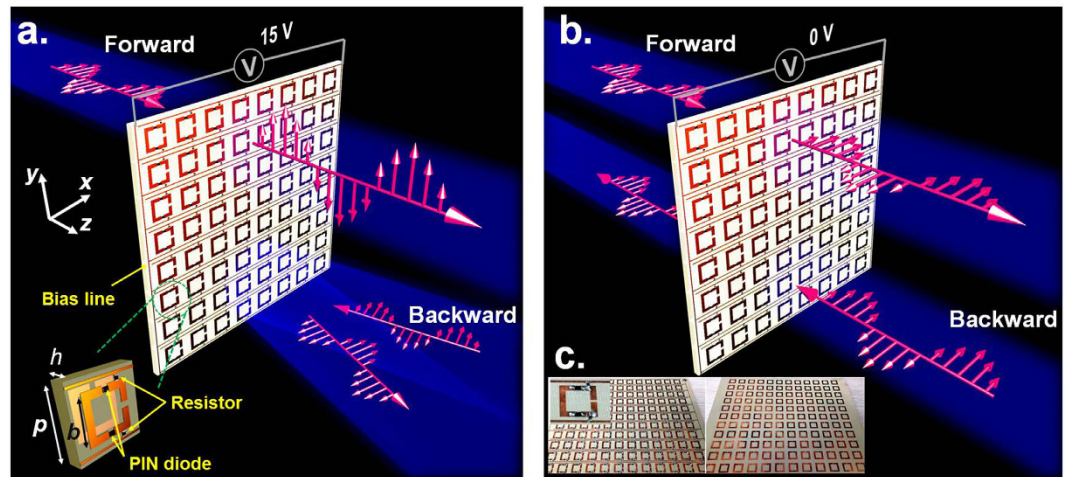 a.
Forward
15 V
V
y
x
z
Bias line
Backward
h
p
b
Resistor
PIN diode
b.
Forward
0 V
V
Backward
c.